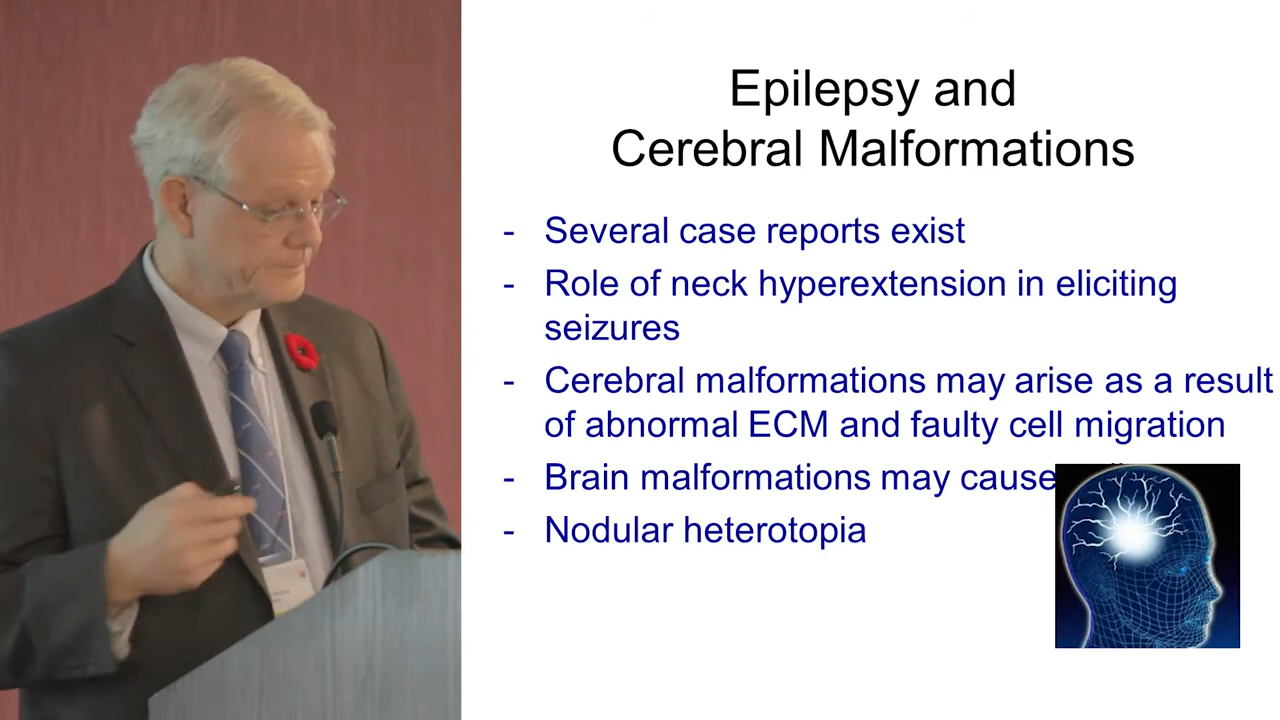 Epilepsy and
Cerebral Malformations
- Several case reports exist
- Role of neck hyperextension in eliciting
seizures
- Cerebral malformations may arise as a result
of abnormal ECM and faulty cell migration
- Brain malformations may cause
- Nodular heterotopia